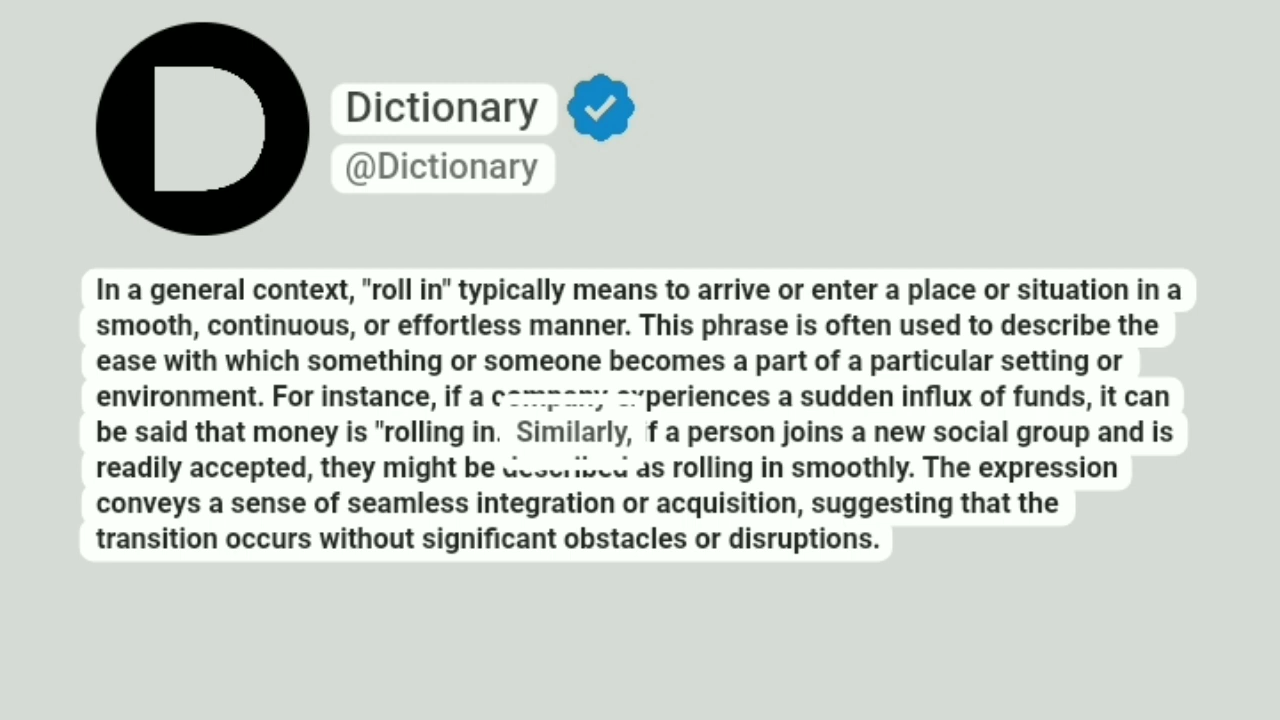 D
Dictionary
@Dictionary
In a general context, "roll in" typically means to arrive or enter a place or situation in a
smooth, continuous, or effortless manner. This phrase is often used to describe the
ease with which something or someone becomes a part of a particular setting or
environment. For instance, if a company experiences a sudden influx of funds, it can
be said that money is "rolling in. Similarly, if a person joins a new social group and is
readily accepted, they might be described as rolling in smoothly. The expression
conveys a sense of seamless integration or acquisition, suggesting that the
transition occurs without significant obstacles or disruptions.